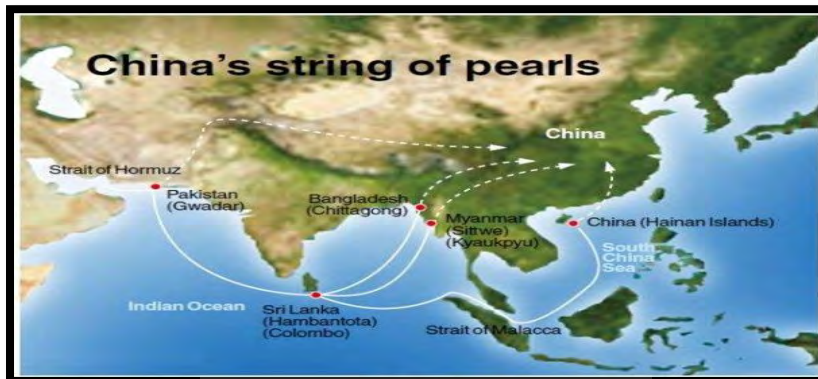 China's string of pearls
China
Strait of Hormuz
Pakistan
(Gwadar)
Bangladesh
(Chittagong)
Myanmar
(Sittwe)
(Kyaukpyu)
China (Hainan Islands)
South
China
Sea
Indian Ocean
Sri Lanka
(Hambantota)
(Colombo)
Strait of Malacca